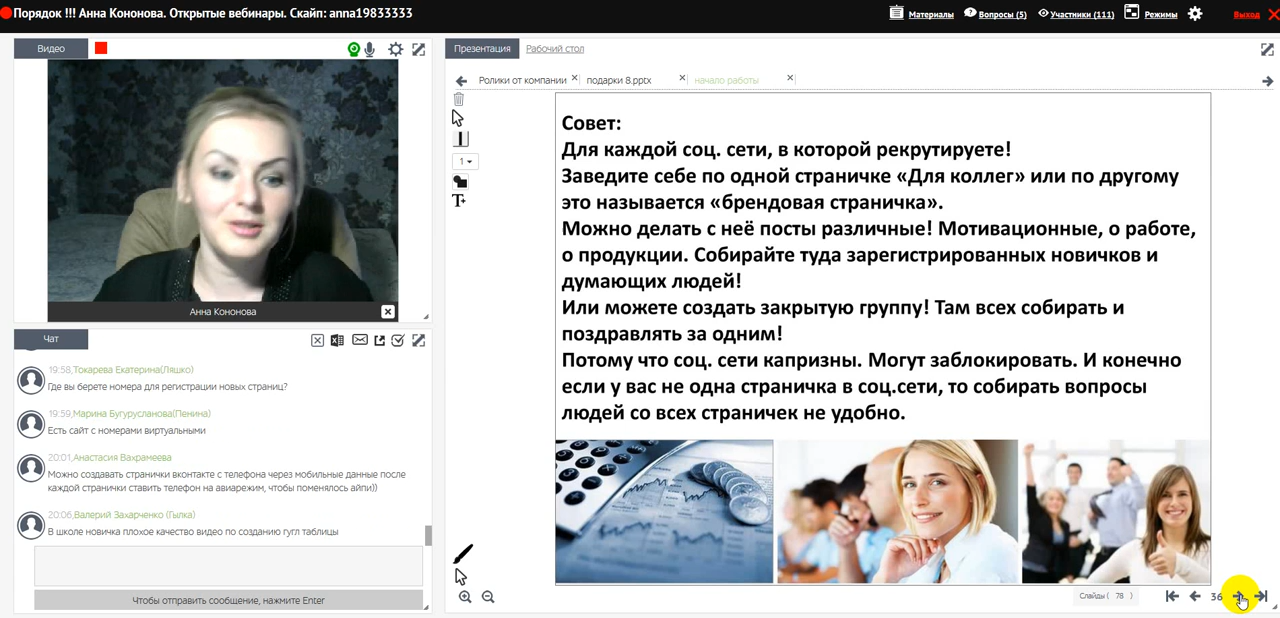 Порядок !!! Анна Кононова. Открытые вебинары. Скайп: anna19833333
Материалы
Вопросы (5)
Участники (111)
Режимы
Выход
Видео
Анна Кононова
Чат
19:58,Токарева Екатерина(Ляшко)
Где вы берете номера для регистрации новых страниц?
19:59,Марина Бугурусланова(Пенина)
Есть сайт с номерами виртуальными
20:01,Анастасия Вахрамеева
Можно создавать странички вконтакте с телефона через мобильные данные после
каждой странички ставить телефон на авиарежим, чтобы поменялось айпи))
20:06,Валерий Захарченко (Гылка)
В школе новичка плохое качество видео по созданию гугл таблицы
Чтобы отправить сообщение, нажмите Enter
Презентация
Рабочий стол
Ролики от компании
подарки 8.pptx
начало работы
1
Совет:
Для каждой соц. сети, в которой рекрутируете!
Заведите себе по одной страничке «Для коллег» или по другому
это называется «брендовая страничка».
Можно делать с неё посты различные! Мотивационные, о работе,
о продукции. Собирайте туда зарегистрированных новичков и
думающих людей!
Или можете создать закрытую группу! Там всех собирать и
поздравлять за одним!
Потому что соц. сети капризны. Могут заблокировать. И конечно
если у вас не одна страничка в соц.сети, то собирать вопросы
людей со всех страничек не удобно.
Слайды ( 78 )
36